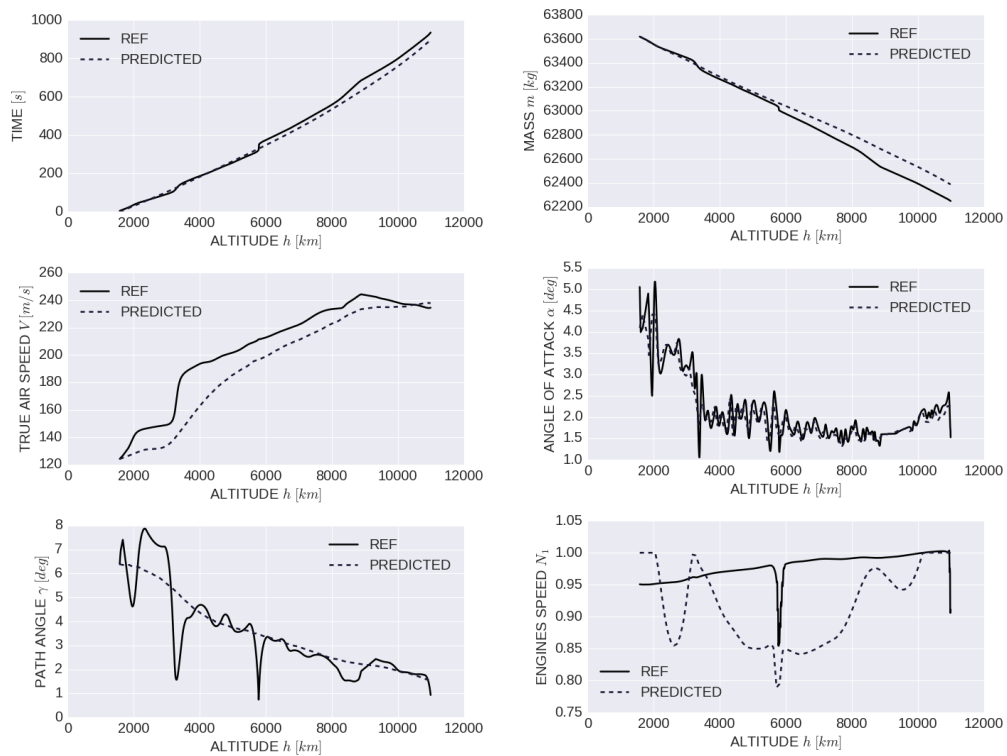 1000
800
600
400
200
0
TIME [s]
REF
PREDICTED
0 2000 4000 6000 8000 10000 12000
ALTITUDE h [km]
63800
63600
63400
63200
63000
62800
62600
62400
62200
MASS m [kg]
REF
PREDICTED
0 2000 4000 6000 8000 10000 12000
ALTITUDE h [km]
260
240
220
200
180
160
140
120
TRUE AIR SPEED V [m/s]
REF
PREDICTED
0 2000 4000 6000 8000 10000 12000
ALTITUDE h [km]
5.5
5.0
4.5
4.0
3.5
3.0
2.5
2.0
1.5
1.0
ANGLE OF ATTACK α [deg]
REF
PREDICTED
0 2000 4000 6000 8000 10000 12000
ALTITUDE h [km]
8
7
6
5
4
3
2
1
0
PATH ANGLE γ [deg]
REF
PREDICTED
0 2000 4000 6000 8000 10000 12000
ALTITUDE h [km]
1.05
1.00
0.95
0.90
0.85
0.80
0.75
ENGINES SPEED N₁
REF
PREDICTED
0 2000 4000 6000 8000 10000 12000
ALTITUDE h [km]